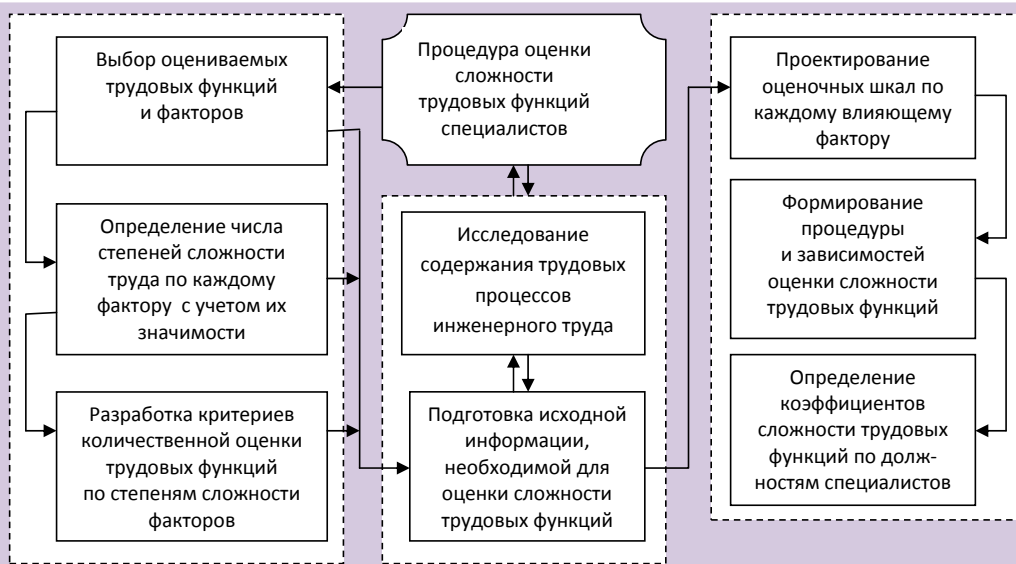 Выбор оцениваемых
трудовых функций
и факторов
Определение числа
степеней сложности
труда по каждому
фактору с учетом их
значимости
Разработка критериев
количественной оценки
трудовых функций
по степеням сложности
факторов
Процедура оценки
сложности
трудовых функций
специалистов
Исследование
содержания трудовых
процессов
инженерного труда
Подготовка исходной
информации,
необходимой для
оценки сложности
трудовых функций
Проектирование
оценочных шкал по
каждому влияющему
фактору
Формирование
процедуры
и зависимостей
оценки сложности
трудовых функций
Определение
коэффициентов
сложности трудовых
функций по долж-
ностям специалистов